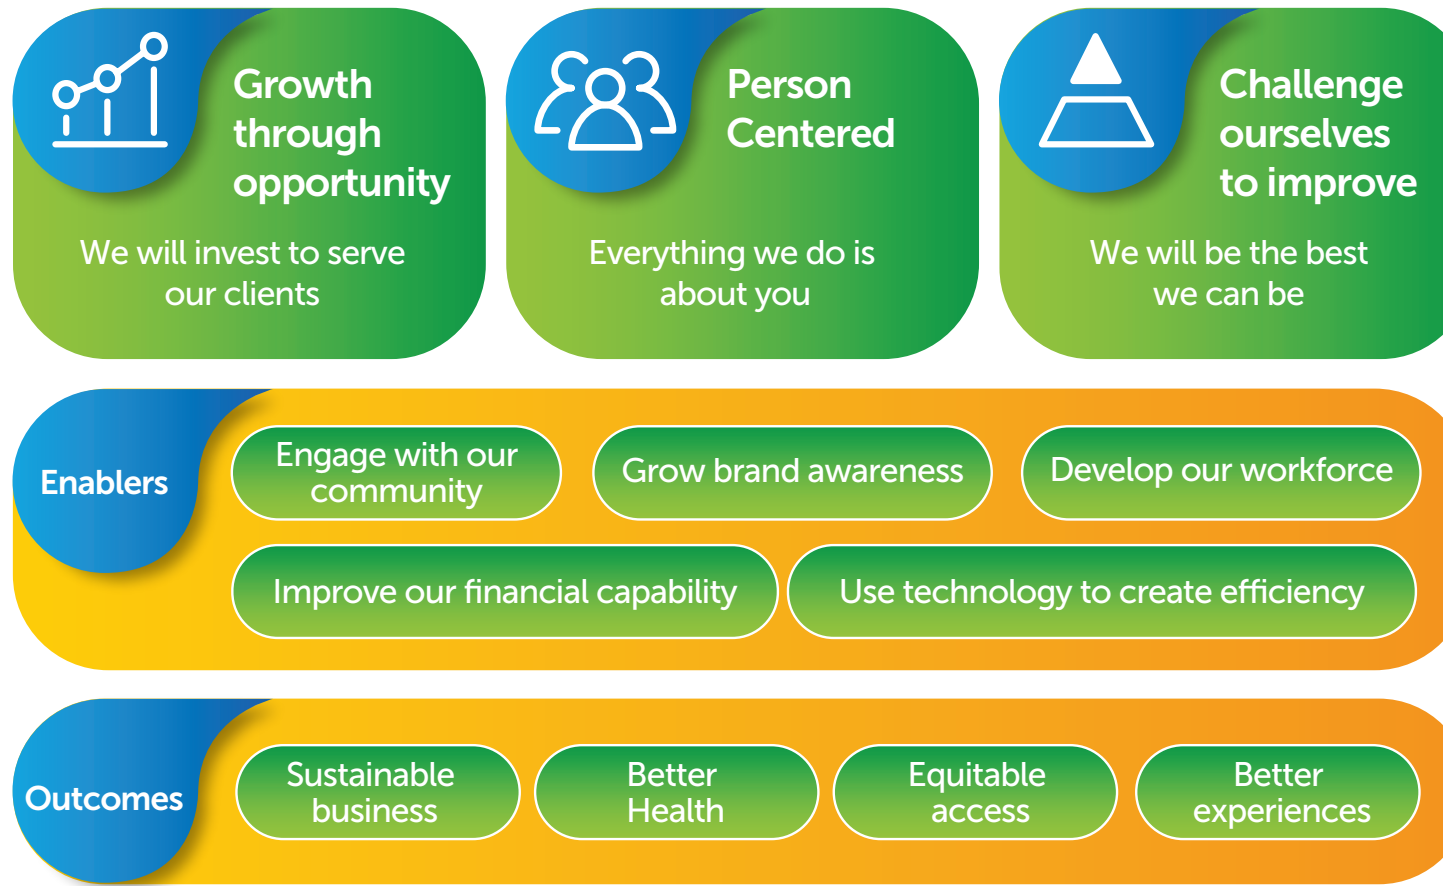 Growth
through
opportunity
We will invest to serve
our clients
Person
Centered
Everything we do is
about you
Challenge
ourselves
to improve
We will be the best
we can be
Enablers
Engage with our
community
Grow brand awareness
Develop our workforce
Improve our financial capability
Use technology to create efficiency
Outcomes
Sustainable
business
Better
Health
Equitable
access
Better
experiences